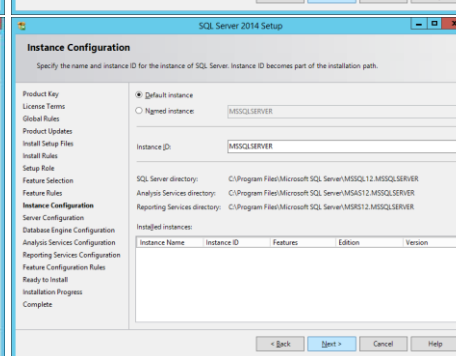 SQL Server 2014 Setup
Instance Configuration
Specify the name and instance ID for the instance of SQL Server. Instance ID becomes part of the installation path.
Product Key
License Terms
Global Rules
Product Updates
Install Setup Files
Install Rules
Setup Role
Feature Selection
Feature Rules
Instance Configuration
Server Configuration
Database Engine Configuration
Analysis Services Configuration
Reporting Services Configuration
Feature Configuration Rules
Ready to Install
Installation Progress
Complete
Default instance
Named instance: MSSQLSERVER
Instance ID: MSSQLSERVER
SQL Server directory: C:\Program Files\Microsoft SQL Server\MSSQL12.MSSQLSERVER
Analysis Services directory: C:\Program Files\Microsoft SQL Server\MSAS12.MSSQLSERVER
Reporting Services directory: C:\Program Files\Microsoft SQL Server\MSRS12.MSSQLSERVER
Installed instances:
Instance Name Instance ID Features Edition Version
< Back Next > Cancel Help